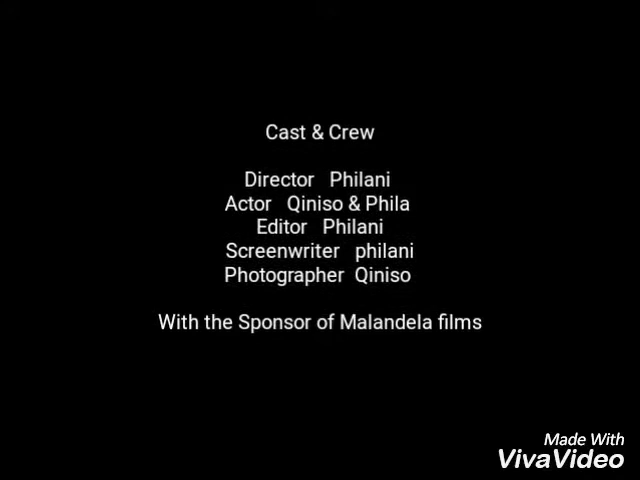 Cast & Crew
Director Philani
Actor Qiniso & Phila
Editor Philani
Screenwriter philani
Photographer Qiniso
With the Sponsor of Malandela films
Made With
VivaVideo